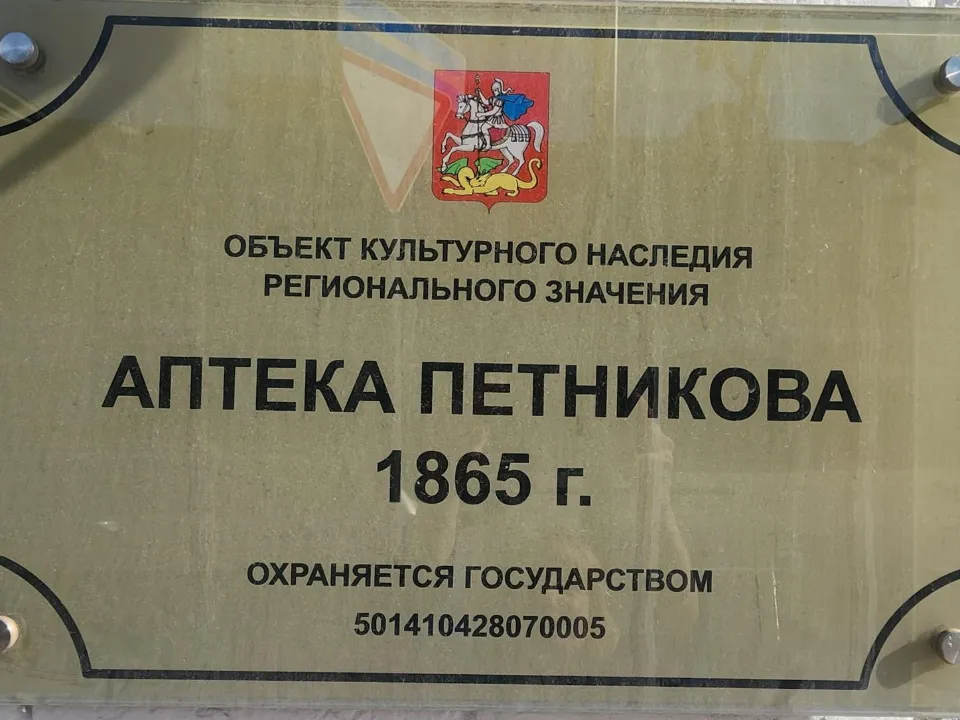 ОБЪЕКТ КУЛЬТУРНОГО НАСЛЕДИЯ
РЕГИОНАЛЬНОГО ЗНАЧЕНИЯ
АПТЕКА ПЕТНИКОВА
1865 г.
ОХРАНЯЕТСЯ ГОСУДАРСТВОМ
501410428070005